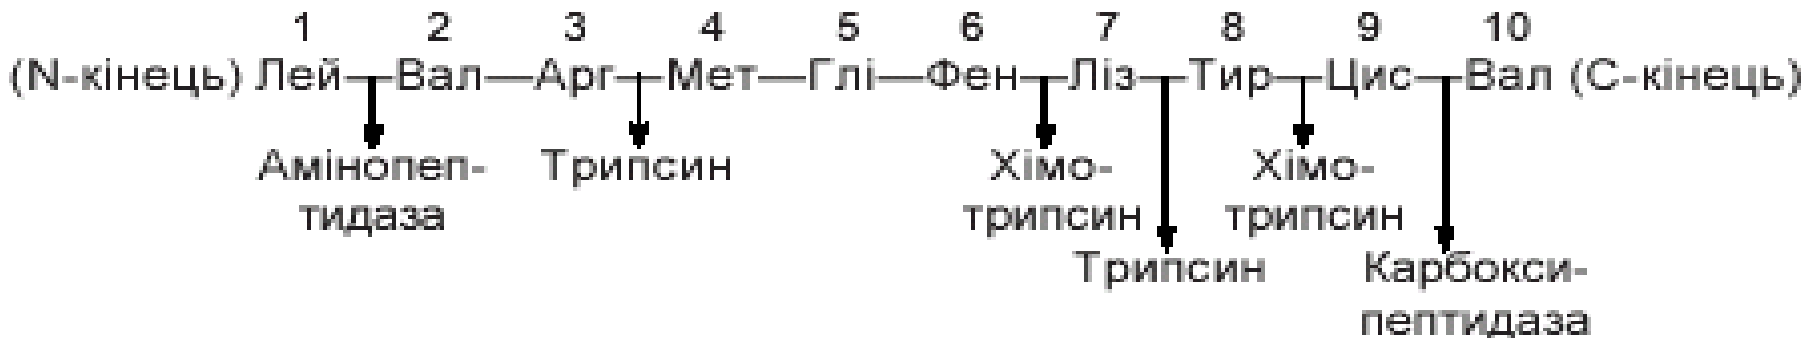 1 2 3 4 5 6 7 8 9 10
(N-кінець) Лей—Вал—Арг—Мет—Глі—Фен—Ліз—Тир—Цис—Вал (С-кінець)
Амінопеп- Трипсин Хімо- Хімо-
тидаза трипсин трипсин
Трипсин Карбокси-
пептидаза